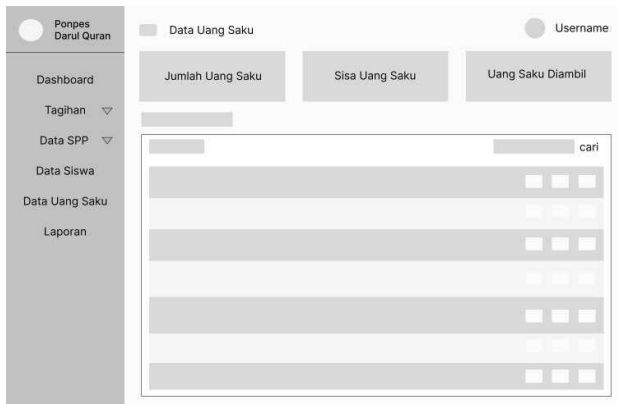 Ponpes
Darul Quran
Data Uang Saku
Username
Dashboard
Tagihan
Data SPP
Data Siswa
Data Uang Saku
Laporan
Jumlah Uang Saku
Sisa Uang Saku
Uang Saku Diambil
cari